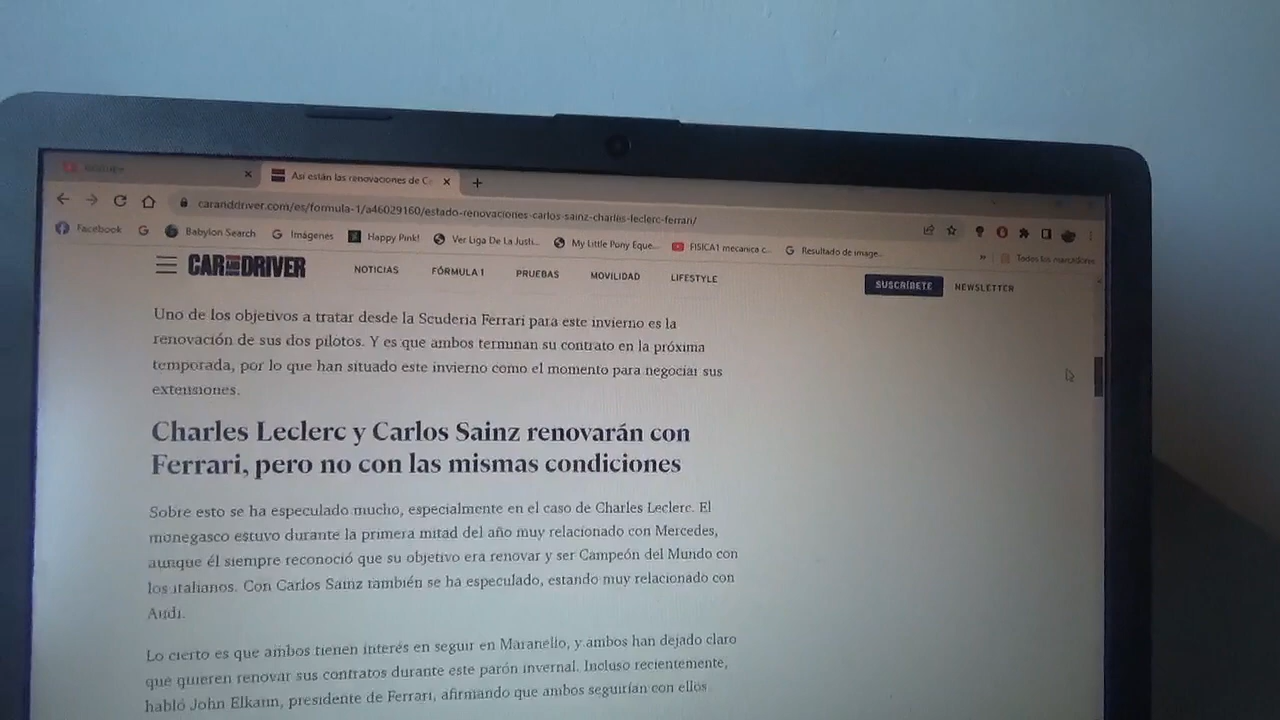 Así están las renovaciones de C
caranddriver.com/es/formula-1/a46029160/estado-renovaciones-carlos-sainz-charles-leclerc-ferrari/
Facebook
Babylon Search
Imágenes
Happy Pink!
Ver Liga De La Justi...
My Little Pony Eque...
FISICA1 mecanica c...
Resultado de image...
»
Todos los marcadores
CAR AND DRIVER
NOTICIAS
FÓRMULA 1
PRUEBAS
MOVILIDAD
LIFESTYLE
SUSCRÍBETE
NEWSLETTER
Uno de los objetivos a tratar desde la Scuderia Ferrari para este invierno es la
renovación de sus dos pilotos. Y es que ambos terminan su contrato en la próxima
temporada, por lo que han situado este invierno como el momento para negociar sus
extensiones.
Charles Leclerc y Carlos Sainz renovarán con
Ferrari, pero no con las mismas condiciones
Sobre esto se ha especulado mucho, especialmente en el caso de Charles Leclerc. El
monegasco estuvo durante la primera mitad del año muy relacionado con Mercedes,
aunque él siempre reconoció que su objetivo era renovar y ser Campeón del Mundo con
los italianos. Con Carlos Sainz también se ha especulado, estando muy relacionado con
Audi.
Lo cierto es que ambos tienen interés en seguir en Maranello, y ambos han dejado claro
que quieren renovar sus contratos durante este parón invernal. Incluso recientemente,
habló John Elkann, presidente de Ferrari, afirmando que ambos seguirían con ellos